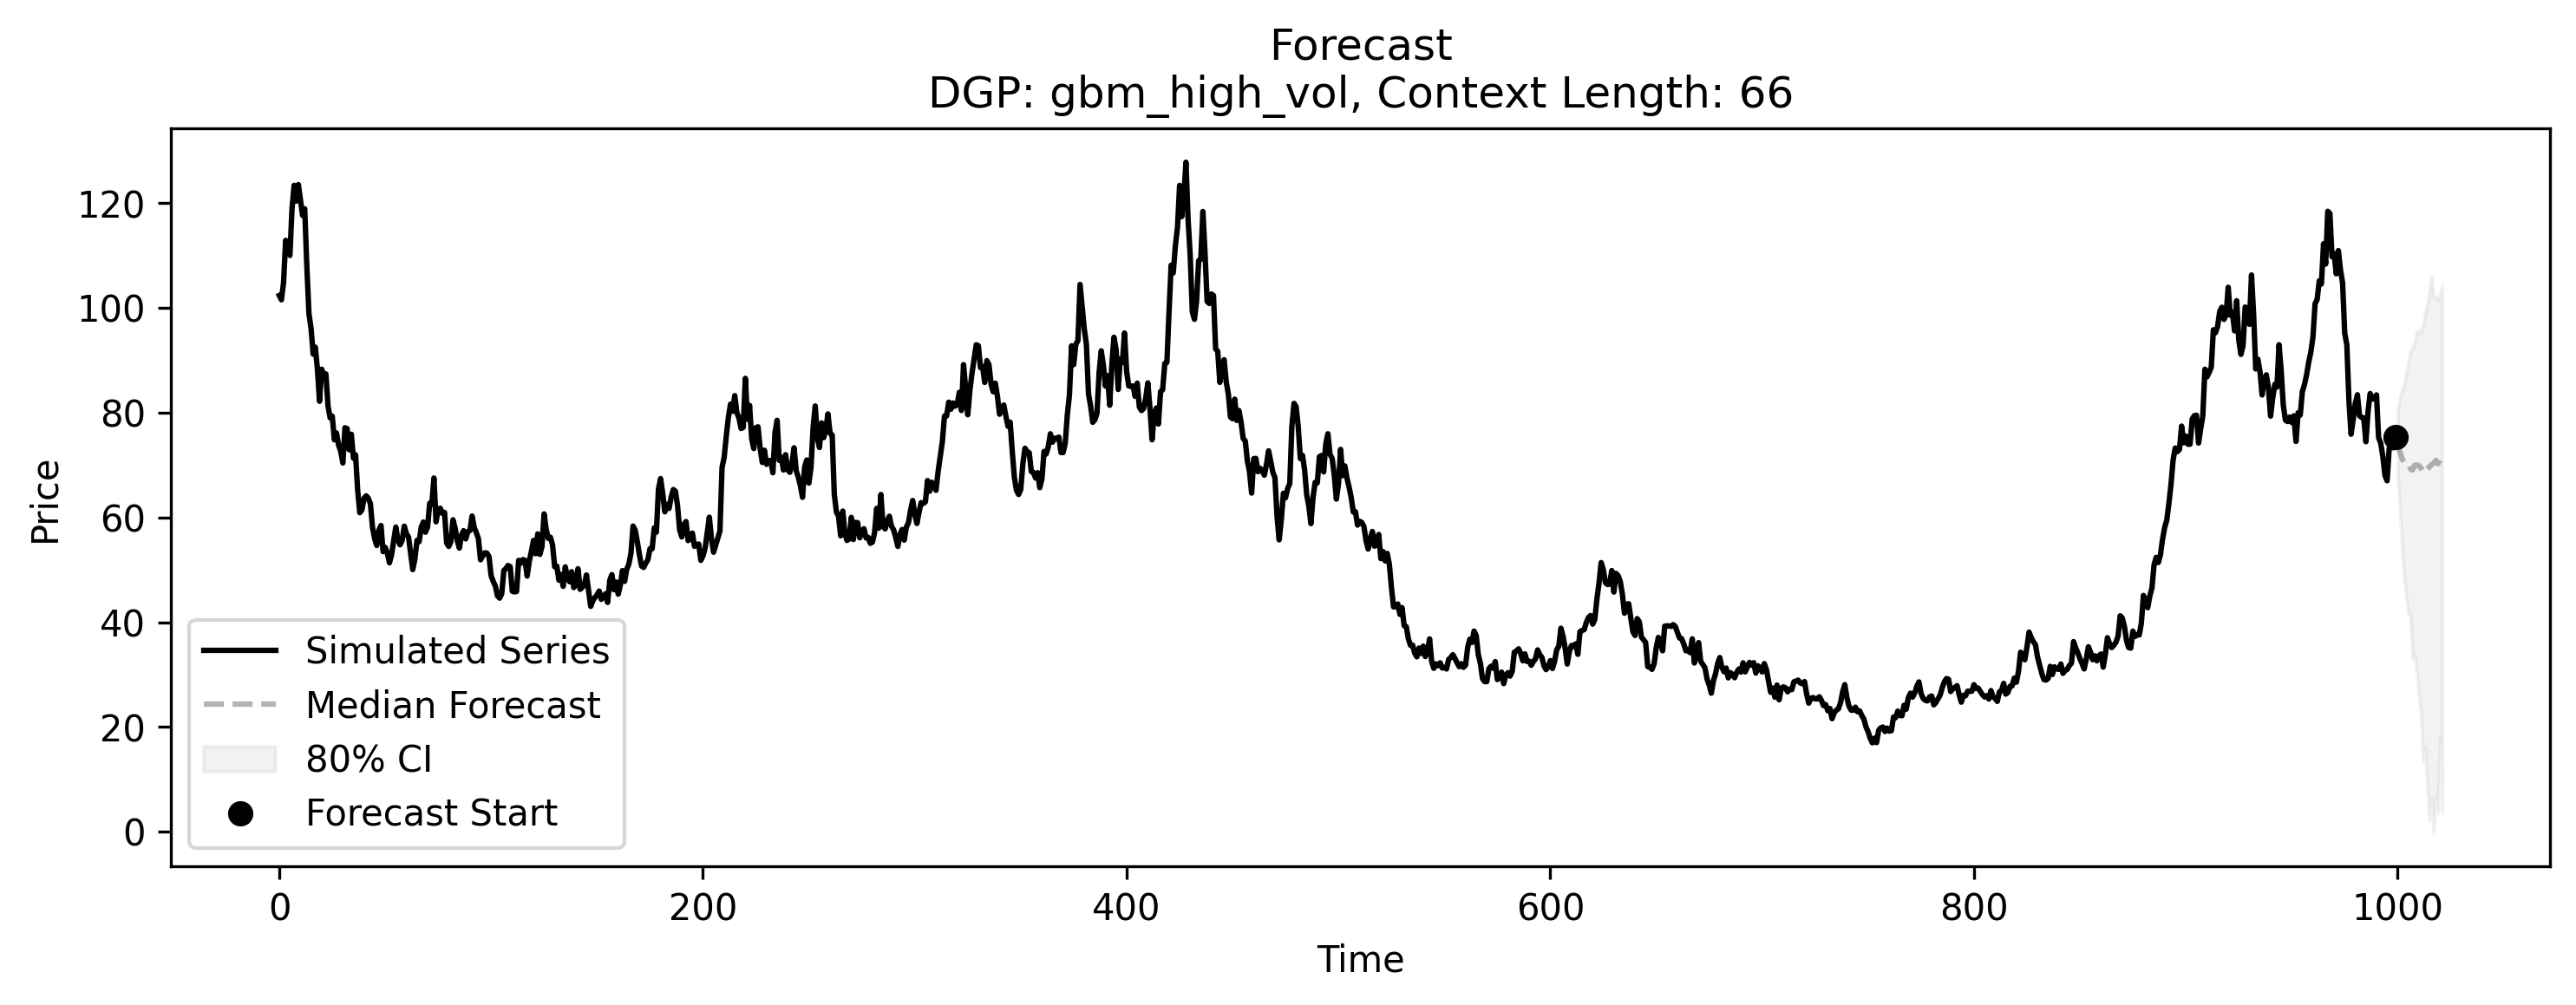 Forecast
DGP: gbm_high_vol, Context Length: 66
Price
120
100
80
60
40
20
0
Simulated Series
Median Forecast
80% CI
Forecast Start
0
200
400
600
800
1000
Time